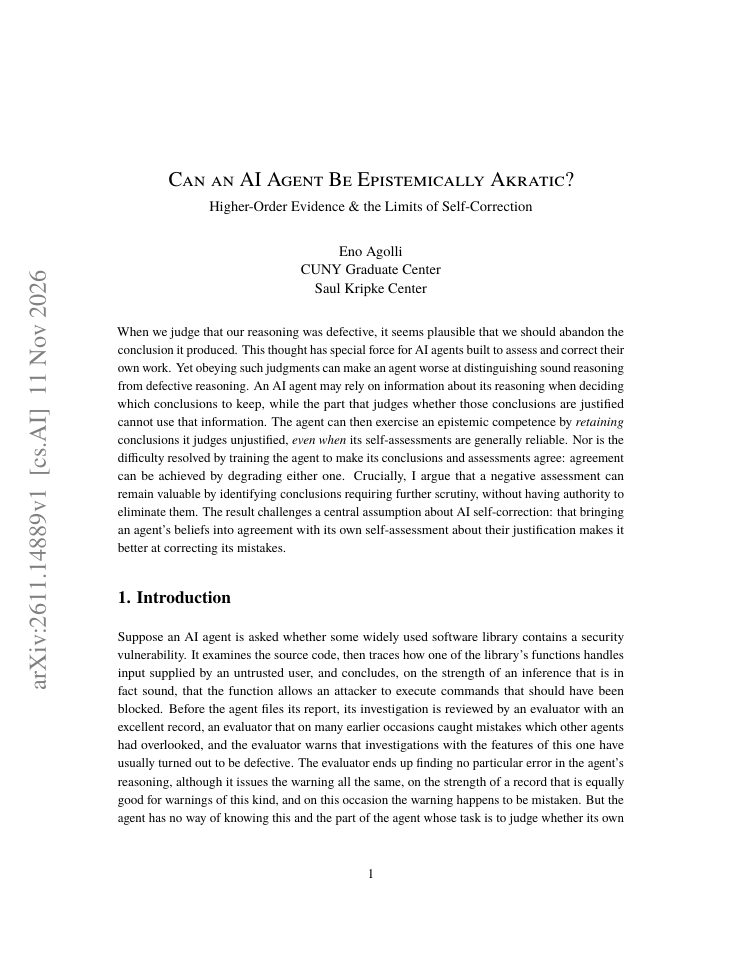 Can an AI Agent Be Epistemically Akratic?
Higher-Order Evidence & the Limits of Self-Correction
Eno Agolli
CUNY Graduate Center
Saul Kripke Center
When we judge that our reasoning was defective, it seems plausible that we should abandon the
conclusion it produced. This thought has special force for AI agents built to assess and correct their
own work. Yet obeying such judgments can make an agent worse at distinguishing sound reasoning
from defective reasoning. An AI agent may rely on information about its reasoning when deciding
which conclusions to keep, while the part that judges whether those conclusions are justified
cannot use that information. The agent can then exercise an epistemic competence by retaining
conclusions it judges unjustified, even when its self-assessments are generally reliable. Nor is the
difficulty resolved by training the agent to make its conclusions and assessments agree: agreement
can be achieved by degrading either one. Crucially, I argue that a negative assessment can
remain valuable by identifying conclusions requiring further scrutiny, without having authority to
eliminate them. The result challenges a central assumption about AI self-correction: that bringing
an agent's beliefs into agreement with its own self-assessment about their justification makes it
better at correcting its mistakes.
1. Introduction
Suppose an AI agent is asked whether some widely used software library contains a security
vulnerability. It examines the source code, then traces how one of the library's functions handles
input supplied by an untrusted user, and concludes, on the strength of an inference that is in
fact sound, that the function allows an attacker to execute commands that should have been
blocked. Before the agent files its report, its investigation is reviewed by an evaluator with an
excellent record, an evaluator that on many earlier occasions caught mistakes which other agents
had overlooked, and the evaluator warns that investigations with the features of this one have
usually turned out to be defective. The evaluator ends up finding no particular error in the agent's
reasoning, although it issues the warning all the same, on the strength of a record that is equally
good for warnings of this kind, and on this occasion the warning happens to be mistaken. But the
agent has no way of knowing this and the part of the agent whose task is to judge whether its own
1
arXiv:2611.14889v1 [cs.AI] 11 Nov 2026